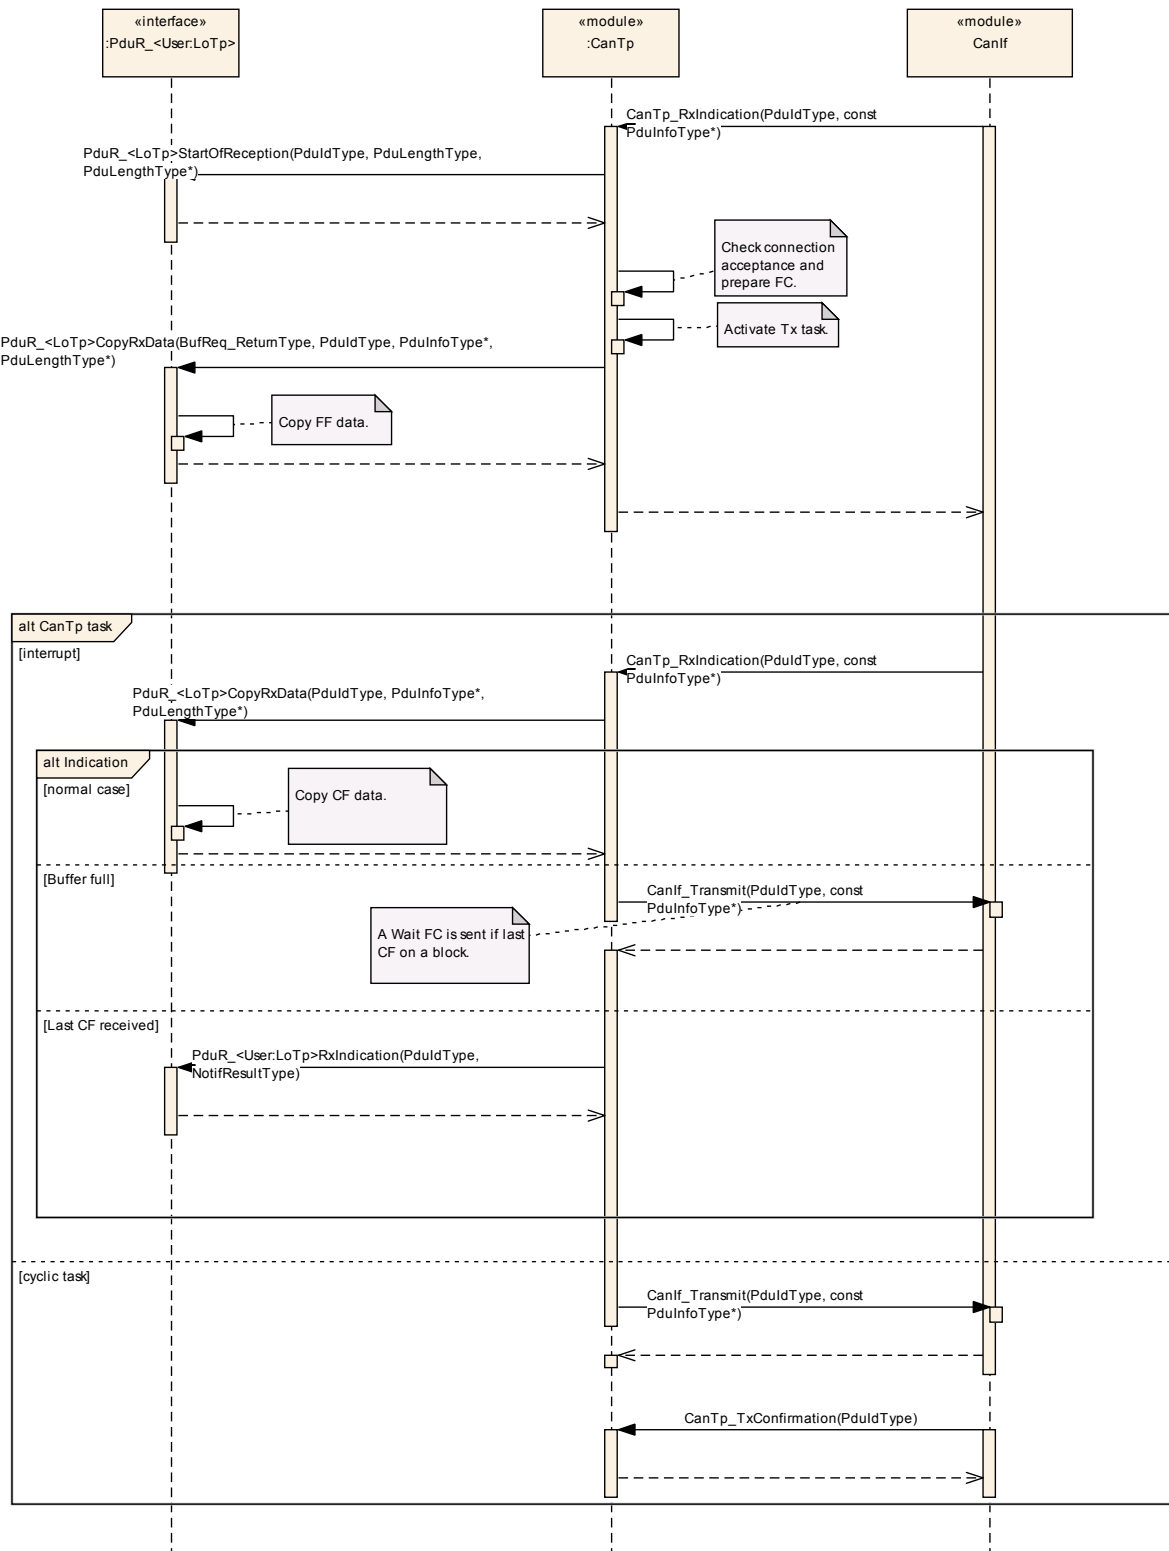 «interface»
:PduR_<User:LoTp>
«module»
:CanTp
«module»
CanIf
CanTp_RxIndication(PduIdType, const
PduInfoType*)
PduR_<LoTp>StartOfReception(PduIdType, PduLengthType,
PduLengthType*)
Check connection
acceptance and
prepare FC.
Activate Tx task.
PduR_<LoTp>CopyRxData(BufReq_ReturnType, PduIdType, PduInfoType*,
PduLengthType*)
Copy FF data.
alt CanTp task
[interrupt]
CanTp_RxIndication(PduIdType, const
PduInfoType*)
PduR_<LoTp>CopyRxData(PduIdType, PduInfoType*,
PduLengthType*)
alt Indication
[normal case]
Copy CF data.
[Buffer full]
CanIf_Transmit(PduIdType, const
PduInfoType*)
A Wait FC is sent if last
CF on a block.
[Last CF received]
PduR_<User:LoTp>RxIndication(PduIdType,
NotifResultType)
[cyclic task]
CanIf_Transmit(PduIdType, const
PduInfoType*)
CanTp_TxConfirmation(PduIdType)